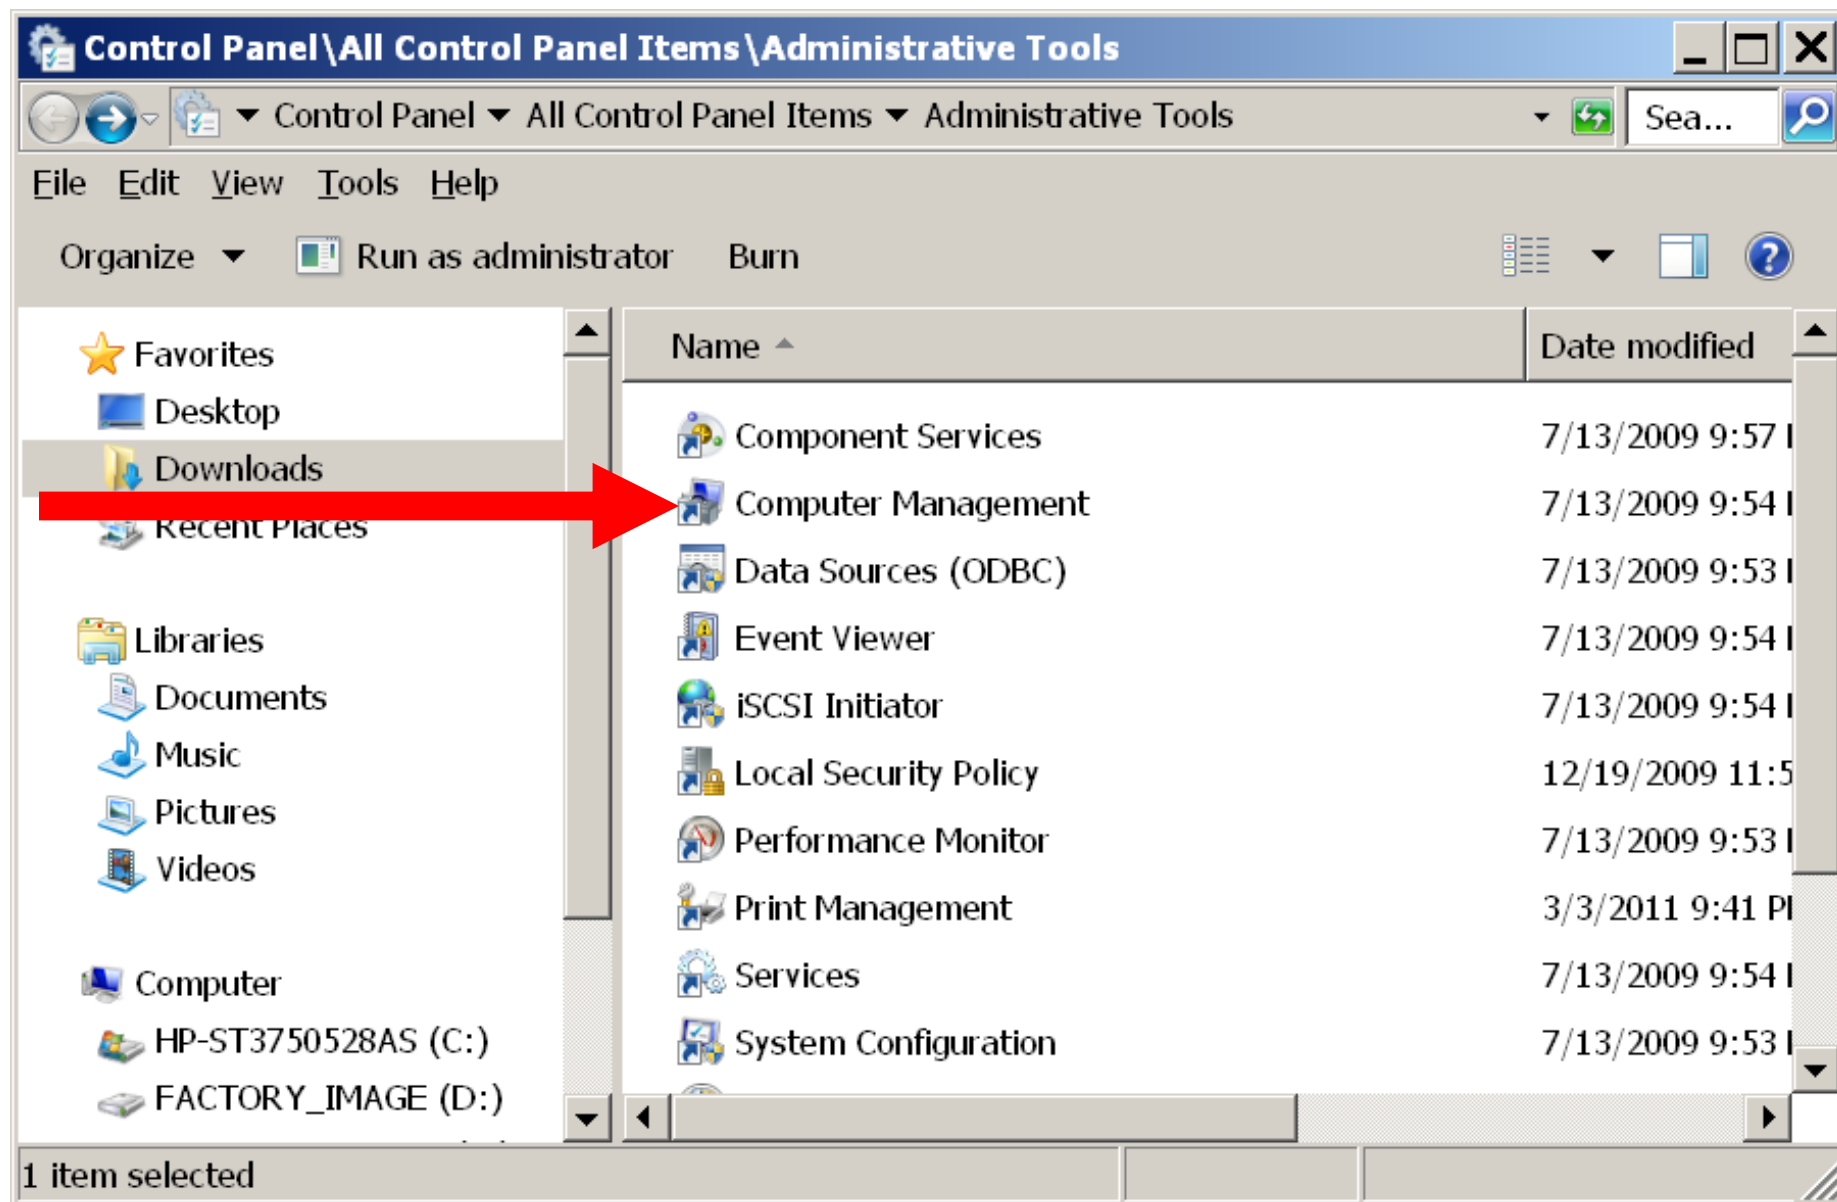 Control Panel\All Control Panel Items\Administrative Tools
Control Panel All Control Panel Items Administrative Tools Sea...
File Edit View Tools Help
Organize Run as administrator Burn
Favorites
Desktop
Downloads
Recent Places
Libraries
Documents
Music
Pictures
Videos
Computer
HP-ST3750528AS (C:)
FACTORY_IMAGE (D:)
Name Date modified
Component Services 7/13/2009 9:57
Computer Management 7/13/2009 9:54
Data Sources (ODBC) 7/13/2009 9:53
Event Viewer 7/13/2009 9:54
iSCSI Initiator 7/13/2009 9:54
Local Security Policy 12/19/2009 11:5
Performance Monitor 7/13/2009 9:53
Print Management 3/3/2011 9:41 P
Services 7/13/2009 9:54
System Configuration 7/13/2009 9:53
1 item selected